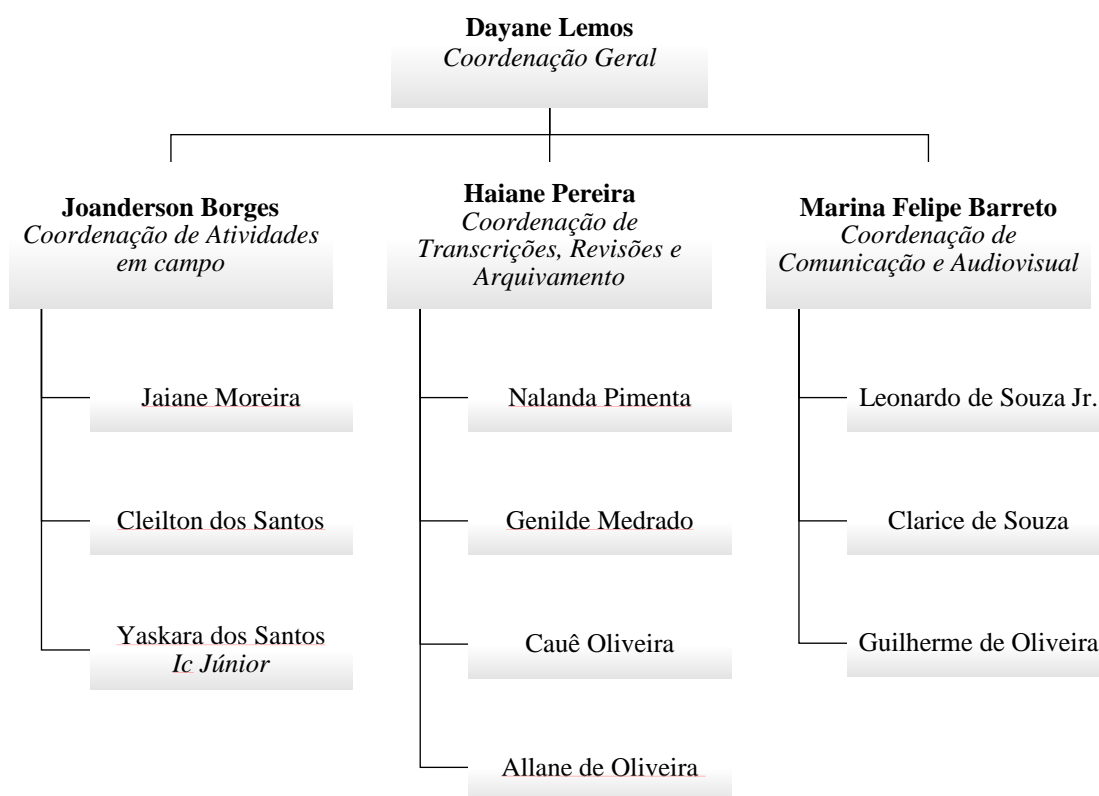 Dayane Lemos
Coordenação Geral
Joanderson Borges
Coordenação de Atividades
em campo
Haiane Pereira
Coordenação de
Transcrições, Revisões e
Arquivamento
Marina Felipe Barreto
Coordenação de
Comunicação e Audiovisual
Jaiane Moreira
Cleilton dos Santos
Yaskara dos Santos
Ic Júnior
Nalanda Pimenta
Genilde Medrado
Cauê Oliveira
Allane de Oliveira
Leonardo de Souza Jr.
Clarice de Souza
Guilherme de Oliveira